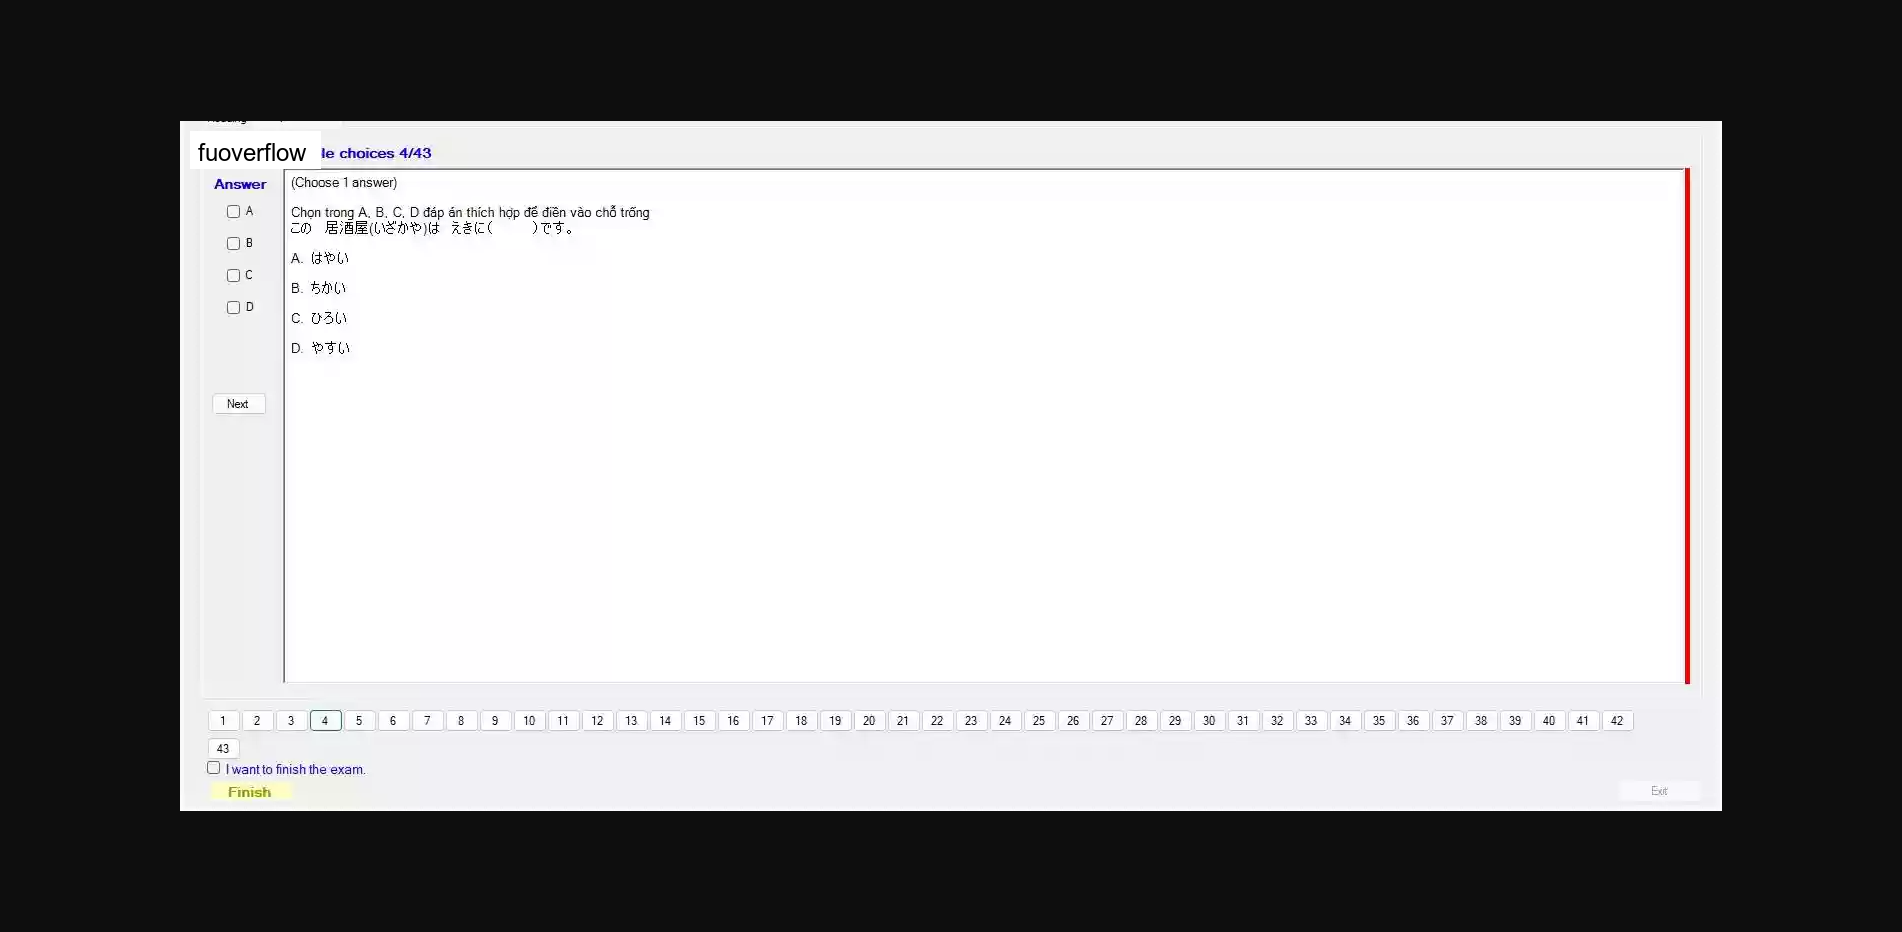 fuoverflow
le choices 4/43
Answer
(Choose 1 answer)
A
Chọn trong A, B, C, D đáp án thích hợp để điền vào chỗ trống
この　居酒屋(いざかや)は　えきに(　　　)です。
B
A. はやい
C
B. ちかい
D
C. ひろい
D. やすい
Next
1 2 3 4 5 6 7 8 9 10 11 12 13 14 15 16 17 18 19 20 21 22 23 24 25 26 27 28 29 30 31 32 33 34 35 36 37 38 39 40 41 42
43
I want to finish the exam.
Finish
Exit